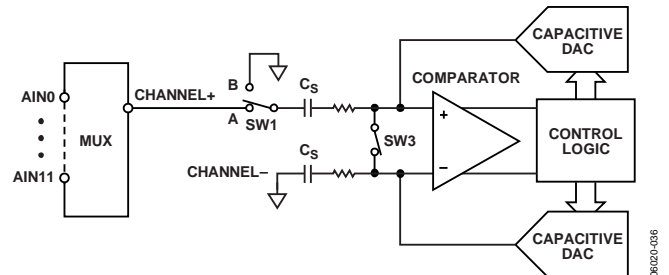 CAPACITIVE
DAC
COMPARATOR
B
CS
AIN0
CHANNEL+
A
SW1
+
MUX
SW3
CONTROL
LOGIC
AIN11
CHANNEL–
CS
–
CAPACITIVE
DAC
06020-036